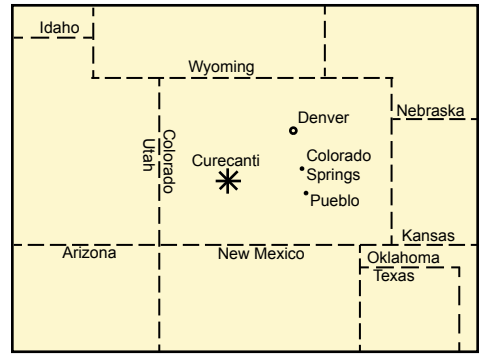 Idaho
Wyoming
Nebraska
Denver
Colorado
Utah
Curecanti
Colorado
Springs
Pueblo
Kansas
Arizona
New Mexico
Oklahoma
Texas